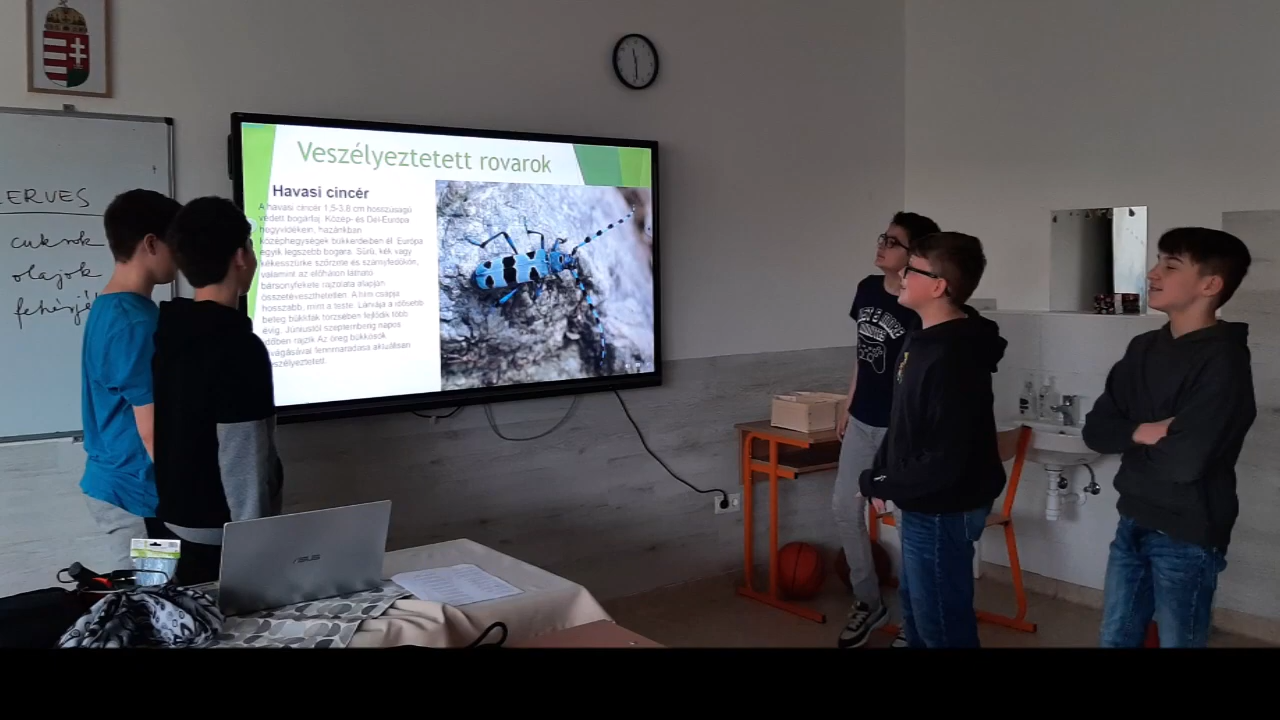 Veszélyeztetett rovarok
Havasi cincér
A havasi cincér 1,5-3,8 cm hosszúságú
védett bogárfaj. Közép- és Dél-Európa
hegyvidékein, hazánkban
középhegységek bükkerdeiben él. Európa
egyik legszebb bogara. Sűrű, kék vagy
kékesszürke szőrzete és szárnyfedőkön,
valamint az előháton látható
bársonyfekete rajzolata alapján
összetéveszthetetlen. A hím csápja
hosszabb, mint a teste. Lárvája a idősebb
beteg bükkfák törzsében fejlődik több
évig. Júniustól szeptemberig napos
időben rajzik. Az öreg bükkösök
vágásával fennmaradása aktuálisan
veszélyeztetett.
ERVES
cukrok
olajok
fehérjé
ASUS